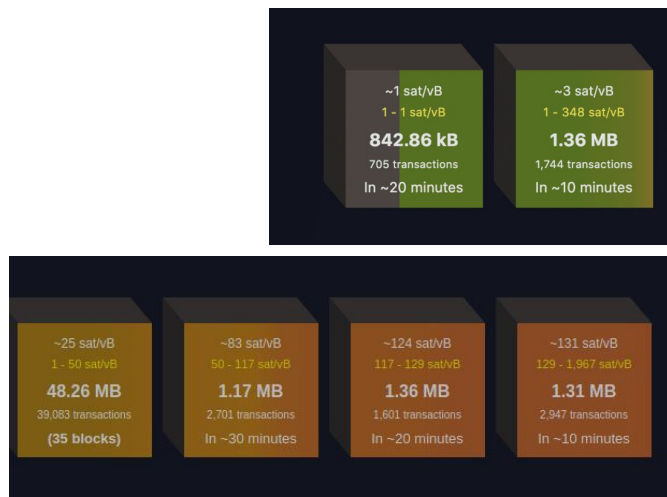 ~1 sat/vB
1 - 1 sat/vB
842.86 kB
705 transactions
In ~20 minutes
~3 sat/vB
1 - 348 sat/vB
1.36 MB
1,744 transactions
In ~10 minutes
~25 sat/vB
1 - 50 sat/vB
48.26 MB
39,083 transactions
(35 blocks)
~83 sat/vB
50 - 117 sat/vB
1.17 MB
2,701 transactions
In ~30 minutes
~124 sat/vB
117 - 129 sat/vB
1.36 MB
1,601 transactions
In ~20 minutes
~131 sat/vB
129 - 1,967 sat/vB
1.31 MB
2,947 transactions
In ~10 minutes